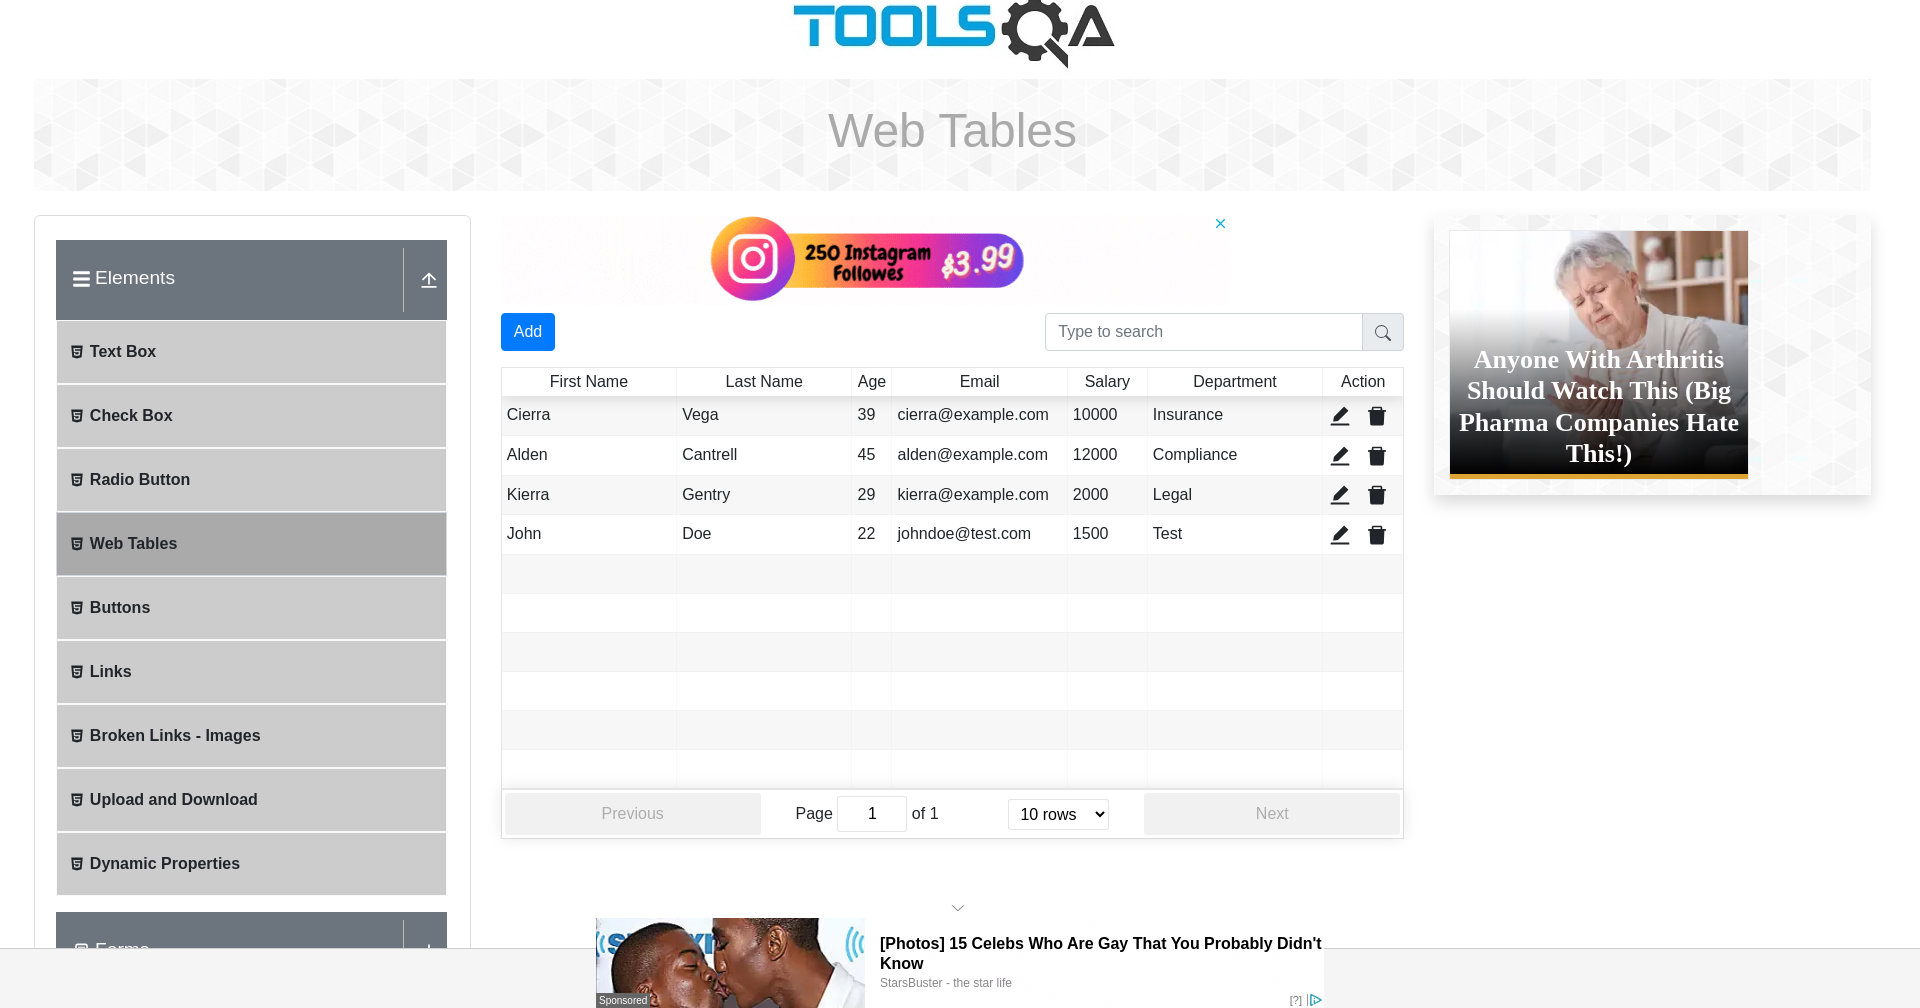 TOOLSQA
Web Tables
Elements
Text Box
Check Box
Radio Button
Web Tables
Buttons
Links
Broken Links - Images
Upload and Download
Dynamic Properties
Forms
250 Instagram
Followes
$3.99
Add
Type to search
First Name Last Name Age Email Salary Department Action
Cierra Vega 39 cierra@example.com 10000 Insurance
Alden Cantrell 45 alden@example.com 12000 Compliance
Kierra Gentry 29 kierra@example.com 2000 Legal
John Doe 22 johndoe@test.com 1500 Test
Previous Page 1 of 1 10 rows Next
Anyone With Arthritis
Should Watch This (Big
Pharma Companies Hate
This!)
[Photos] 15 Celebs Who Are Gay That You Probably Didn't
Know
StarsBuster - the star life
Sponsored
[?]